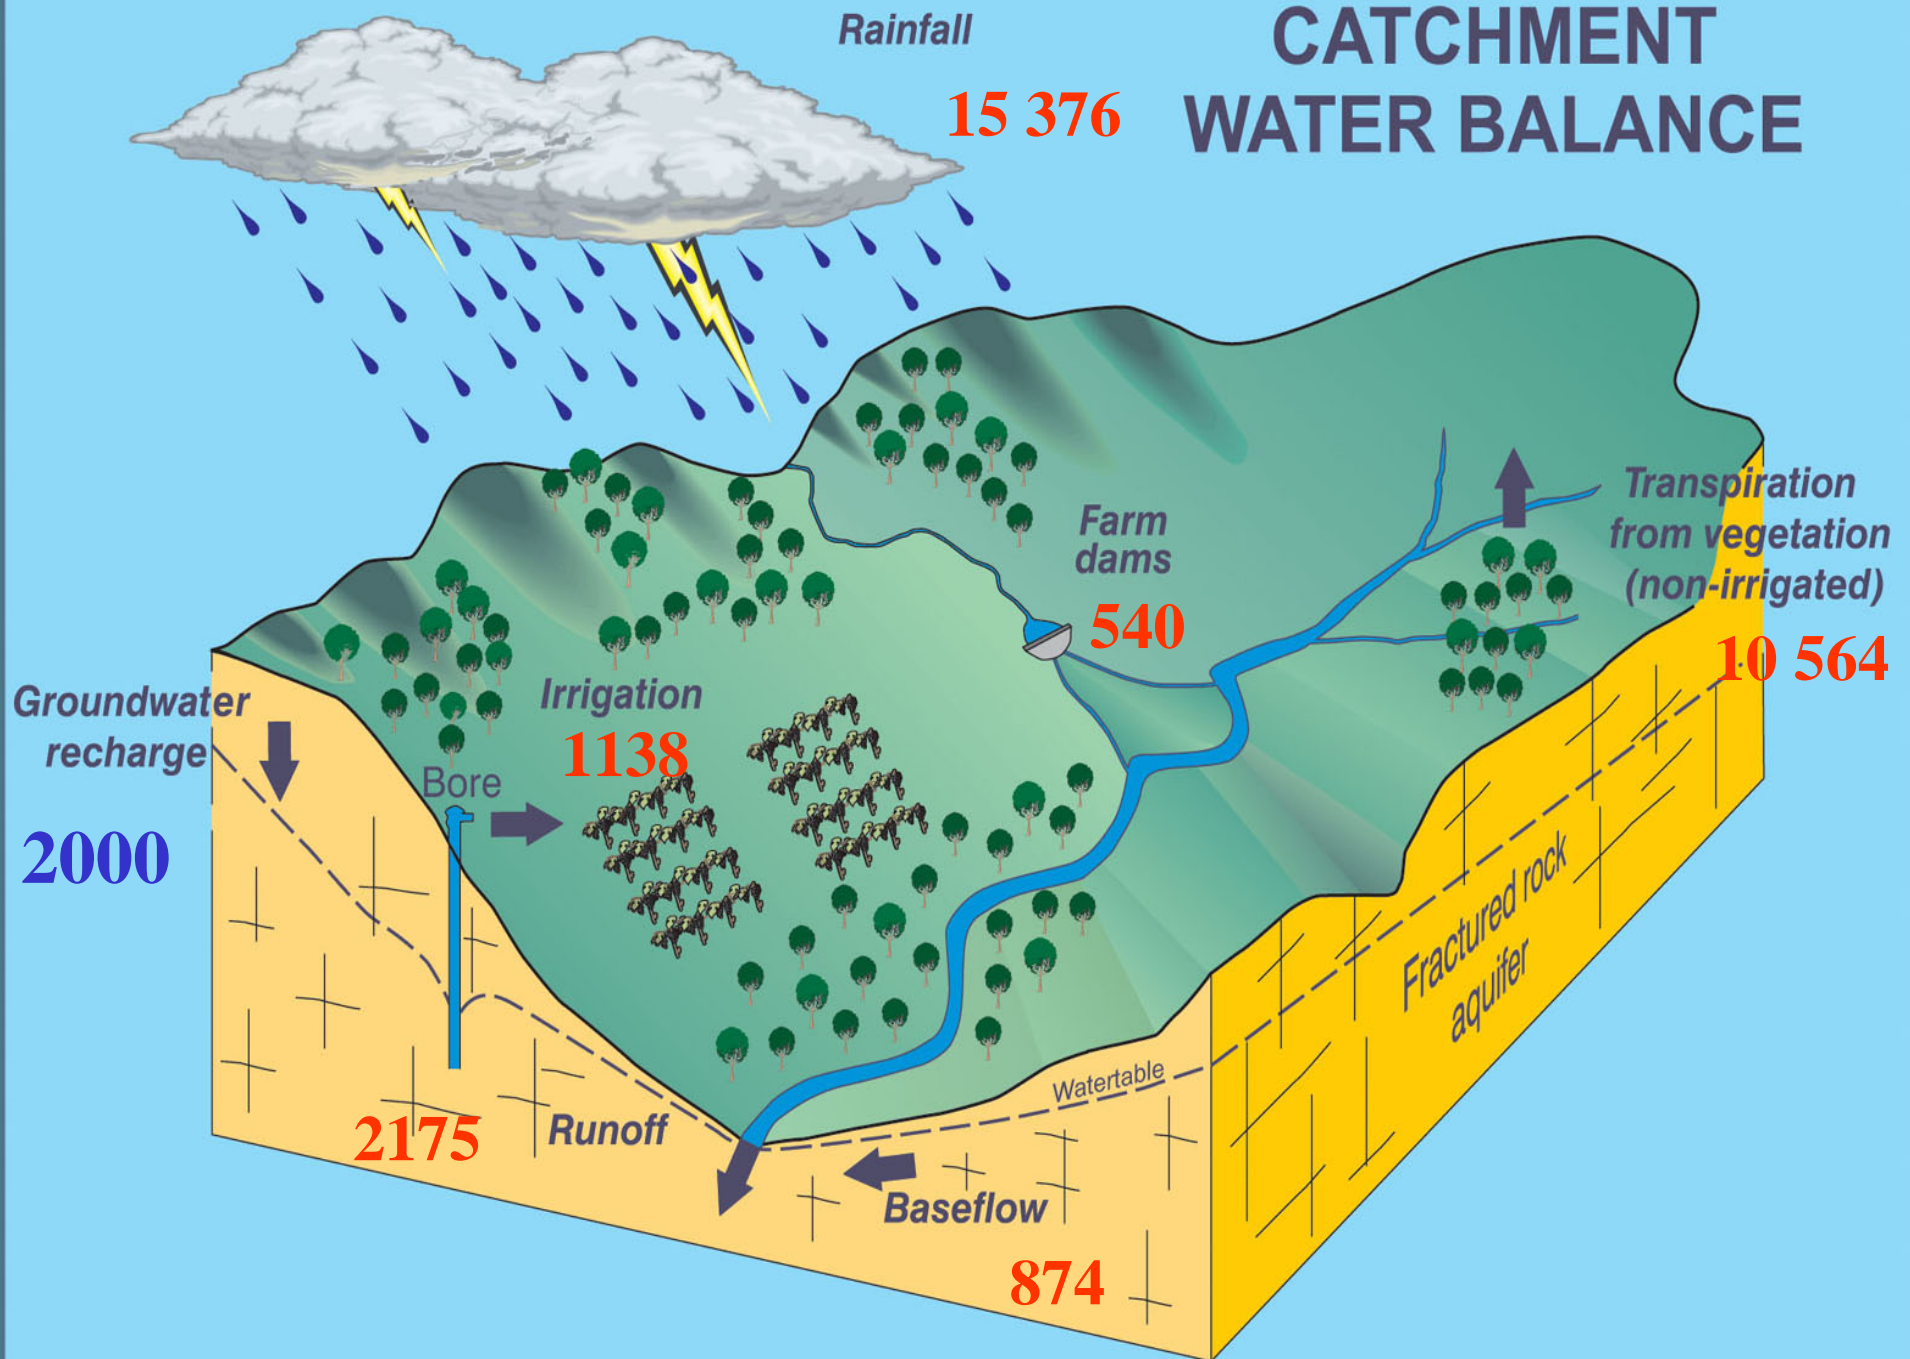 Rainfall
15 376
CATCHMENT
WATER BALANCE
Farm
dams
540
Transpiration
from vegetation
(non-irrigated)
10 564
Groundwater
recharge
2000
Irrigation
1138
Bore
Fractured rock
aquifer
Watertable
2175
Runoff
Baseflow
874